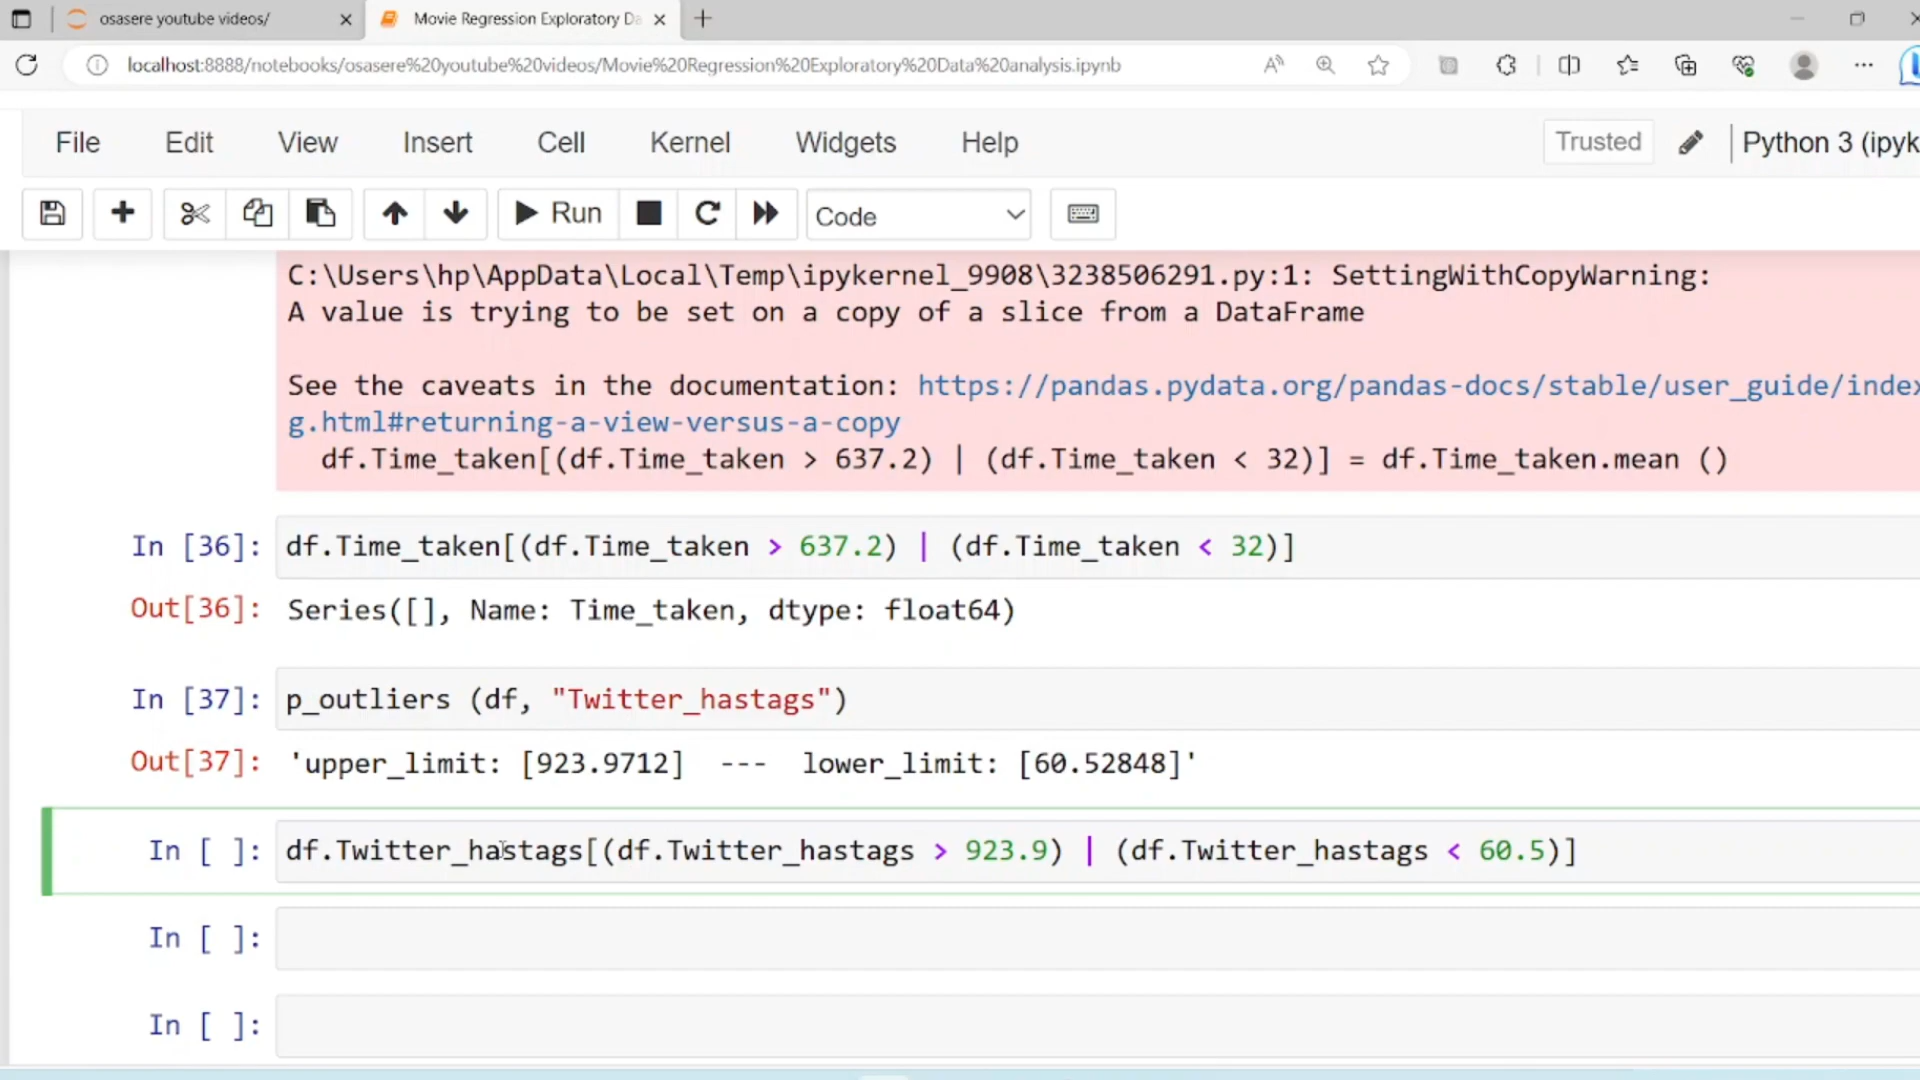 osasere youtube videos/
Movie Regression Exploratory Da
localhost:8888/notebooks/osasere%20youtube%20videos/Movie%20Regression%20Exploratory%20Data%20analysis.ipynb
File Edit View Insert Cell Kernel Widgets Help Trusted Python 3 (ipyk
Run Code
C:\Users\hp\AppData\Local\Temp\ipykernel_9908\3238506291.py:1: SettingWithCopyWarning:
A value is trying to be set on a copy of a slice from a DataFrame
See the caveats in the documentation: https://pandas.pydata.org/pandas-docs/stable/user_guide/index
g.html#returning-a-view-versus-a-copy
df.Time_taken[(df.Time_taken > 637.2) | (df.Time_taken < 32)] = df.Time_taken.mean ()
In [36]: df.Time_taken[(df.Time_taken > 637.2) | (df.Time_taken < 32)]
Out[36]: Series([], Name: Time_taken, dtype: float64)
In [37]: p_outliers (df, "Twitter_hastags")
Out[37]: 'upper_limit: [923.9712] --- lower_limit: [60.52848]'
In [ ]: df.Twitter_hastags[(df.Twitter_hastags > 923.9) | (df.Twitter_hastags < 60.5)]
In [ ]:
In [ ]: